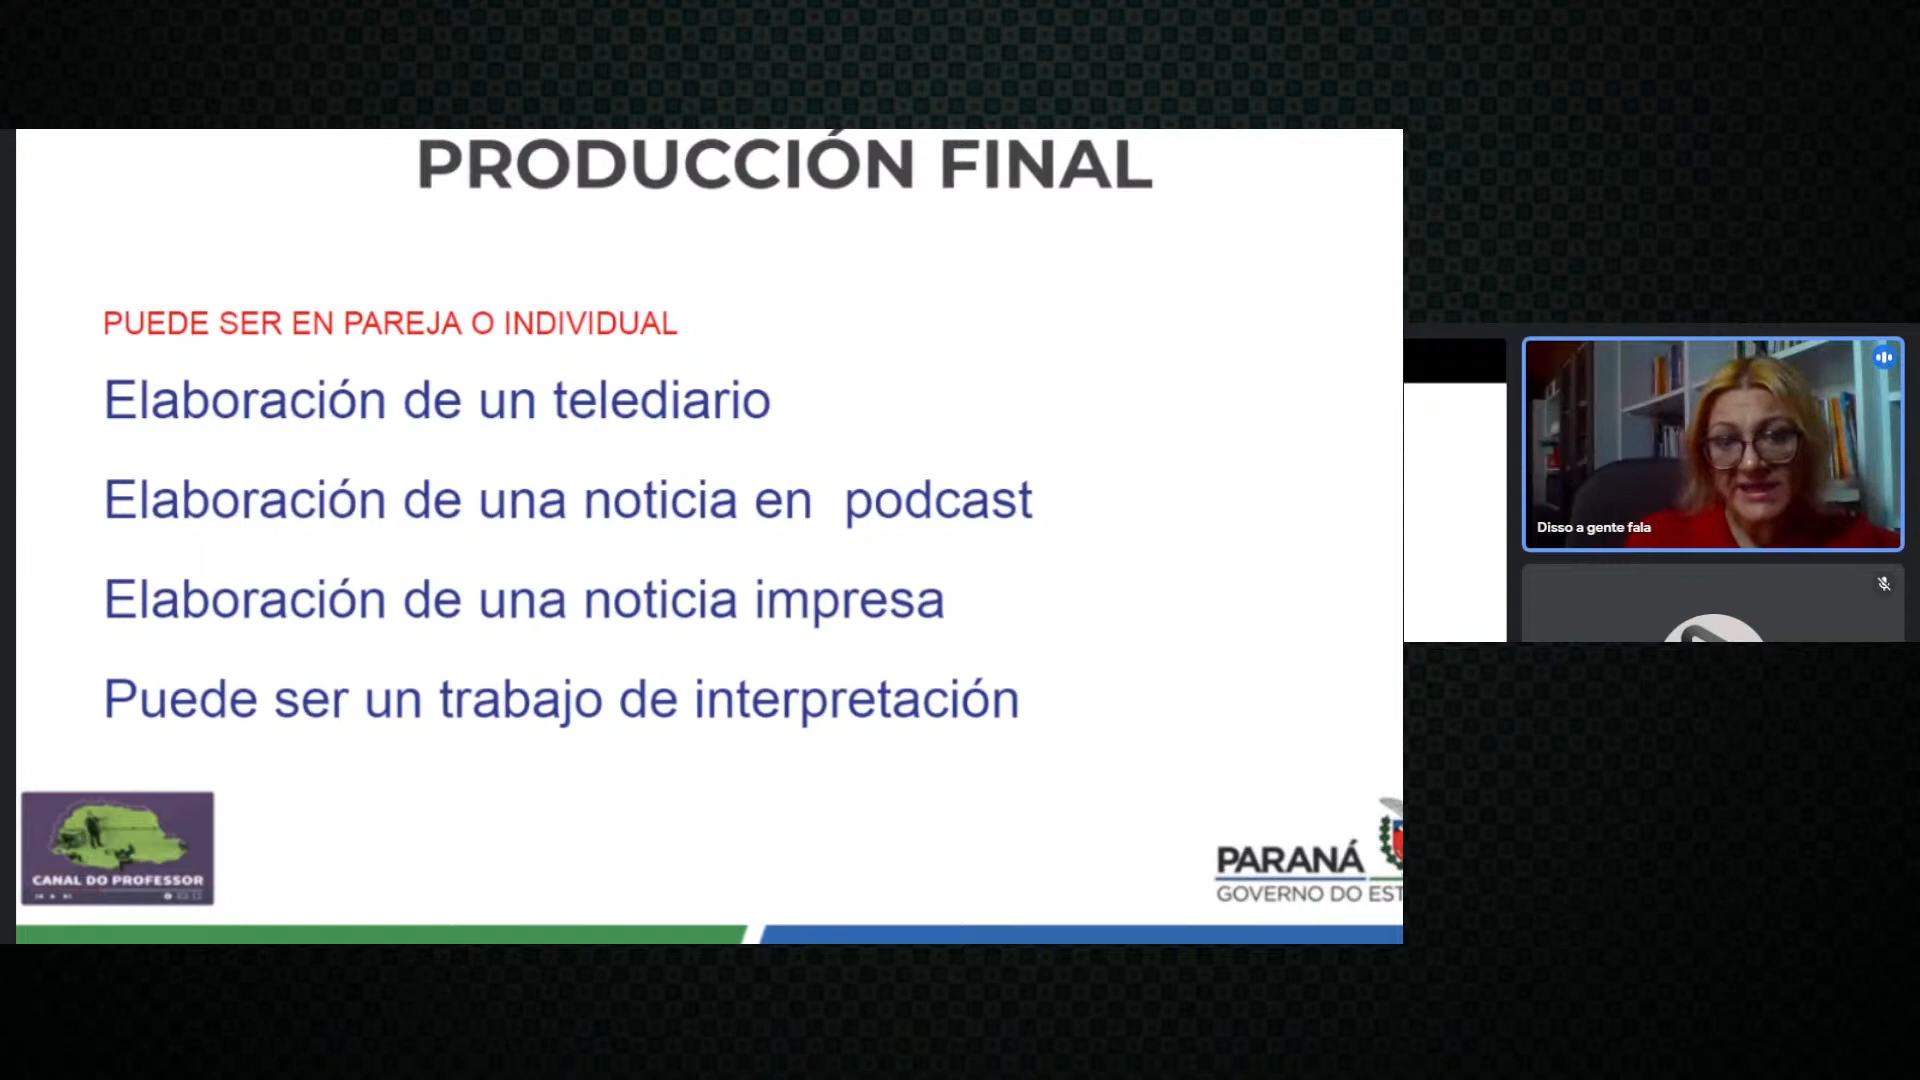 PRODUCCIÓN FINAL
PUEDE SER EN PAREJA O INDIVIDUAL
Elaboración de un telediario
Elaboración de una noticia en podcast
Elaboración de una noticia impresa
Puede ser un trabajo de interpretación
Disso a gente fala
CANAL DO PROFESSOR
PARANÁ
GOVERNO DO EST